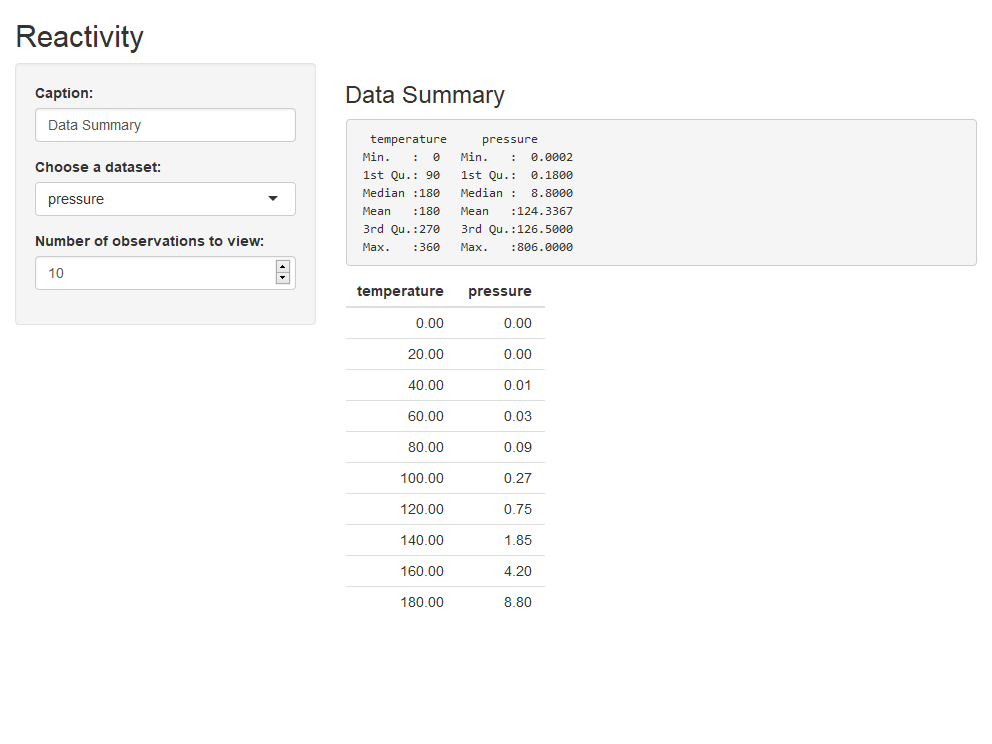 Reactivity
Caption:
Data Summary
Choose a dataset:
pressure
Number of observations to view:
10
Data Summary
temperature pressure
Min. : 0 Min. : 0.0002
1st Qu.: 90 1st Qu.: 0.1800
Median :180 Median : 8.8000
Mean :180 Mean :124.3367
3rd Qu.:270 3rd Qu.:126.5000
Max. :360 Max. :806.0000
temperature pressure
0.00 0.00
20.00 0.00
40.00 0.01
60.00 0.03
80.00 0.09
100.00 0.27
120.00 0.75
140.00 1.85
160.00 4.20
180.00 8.80